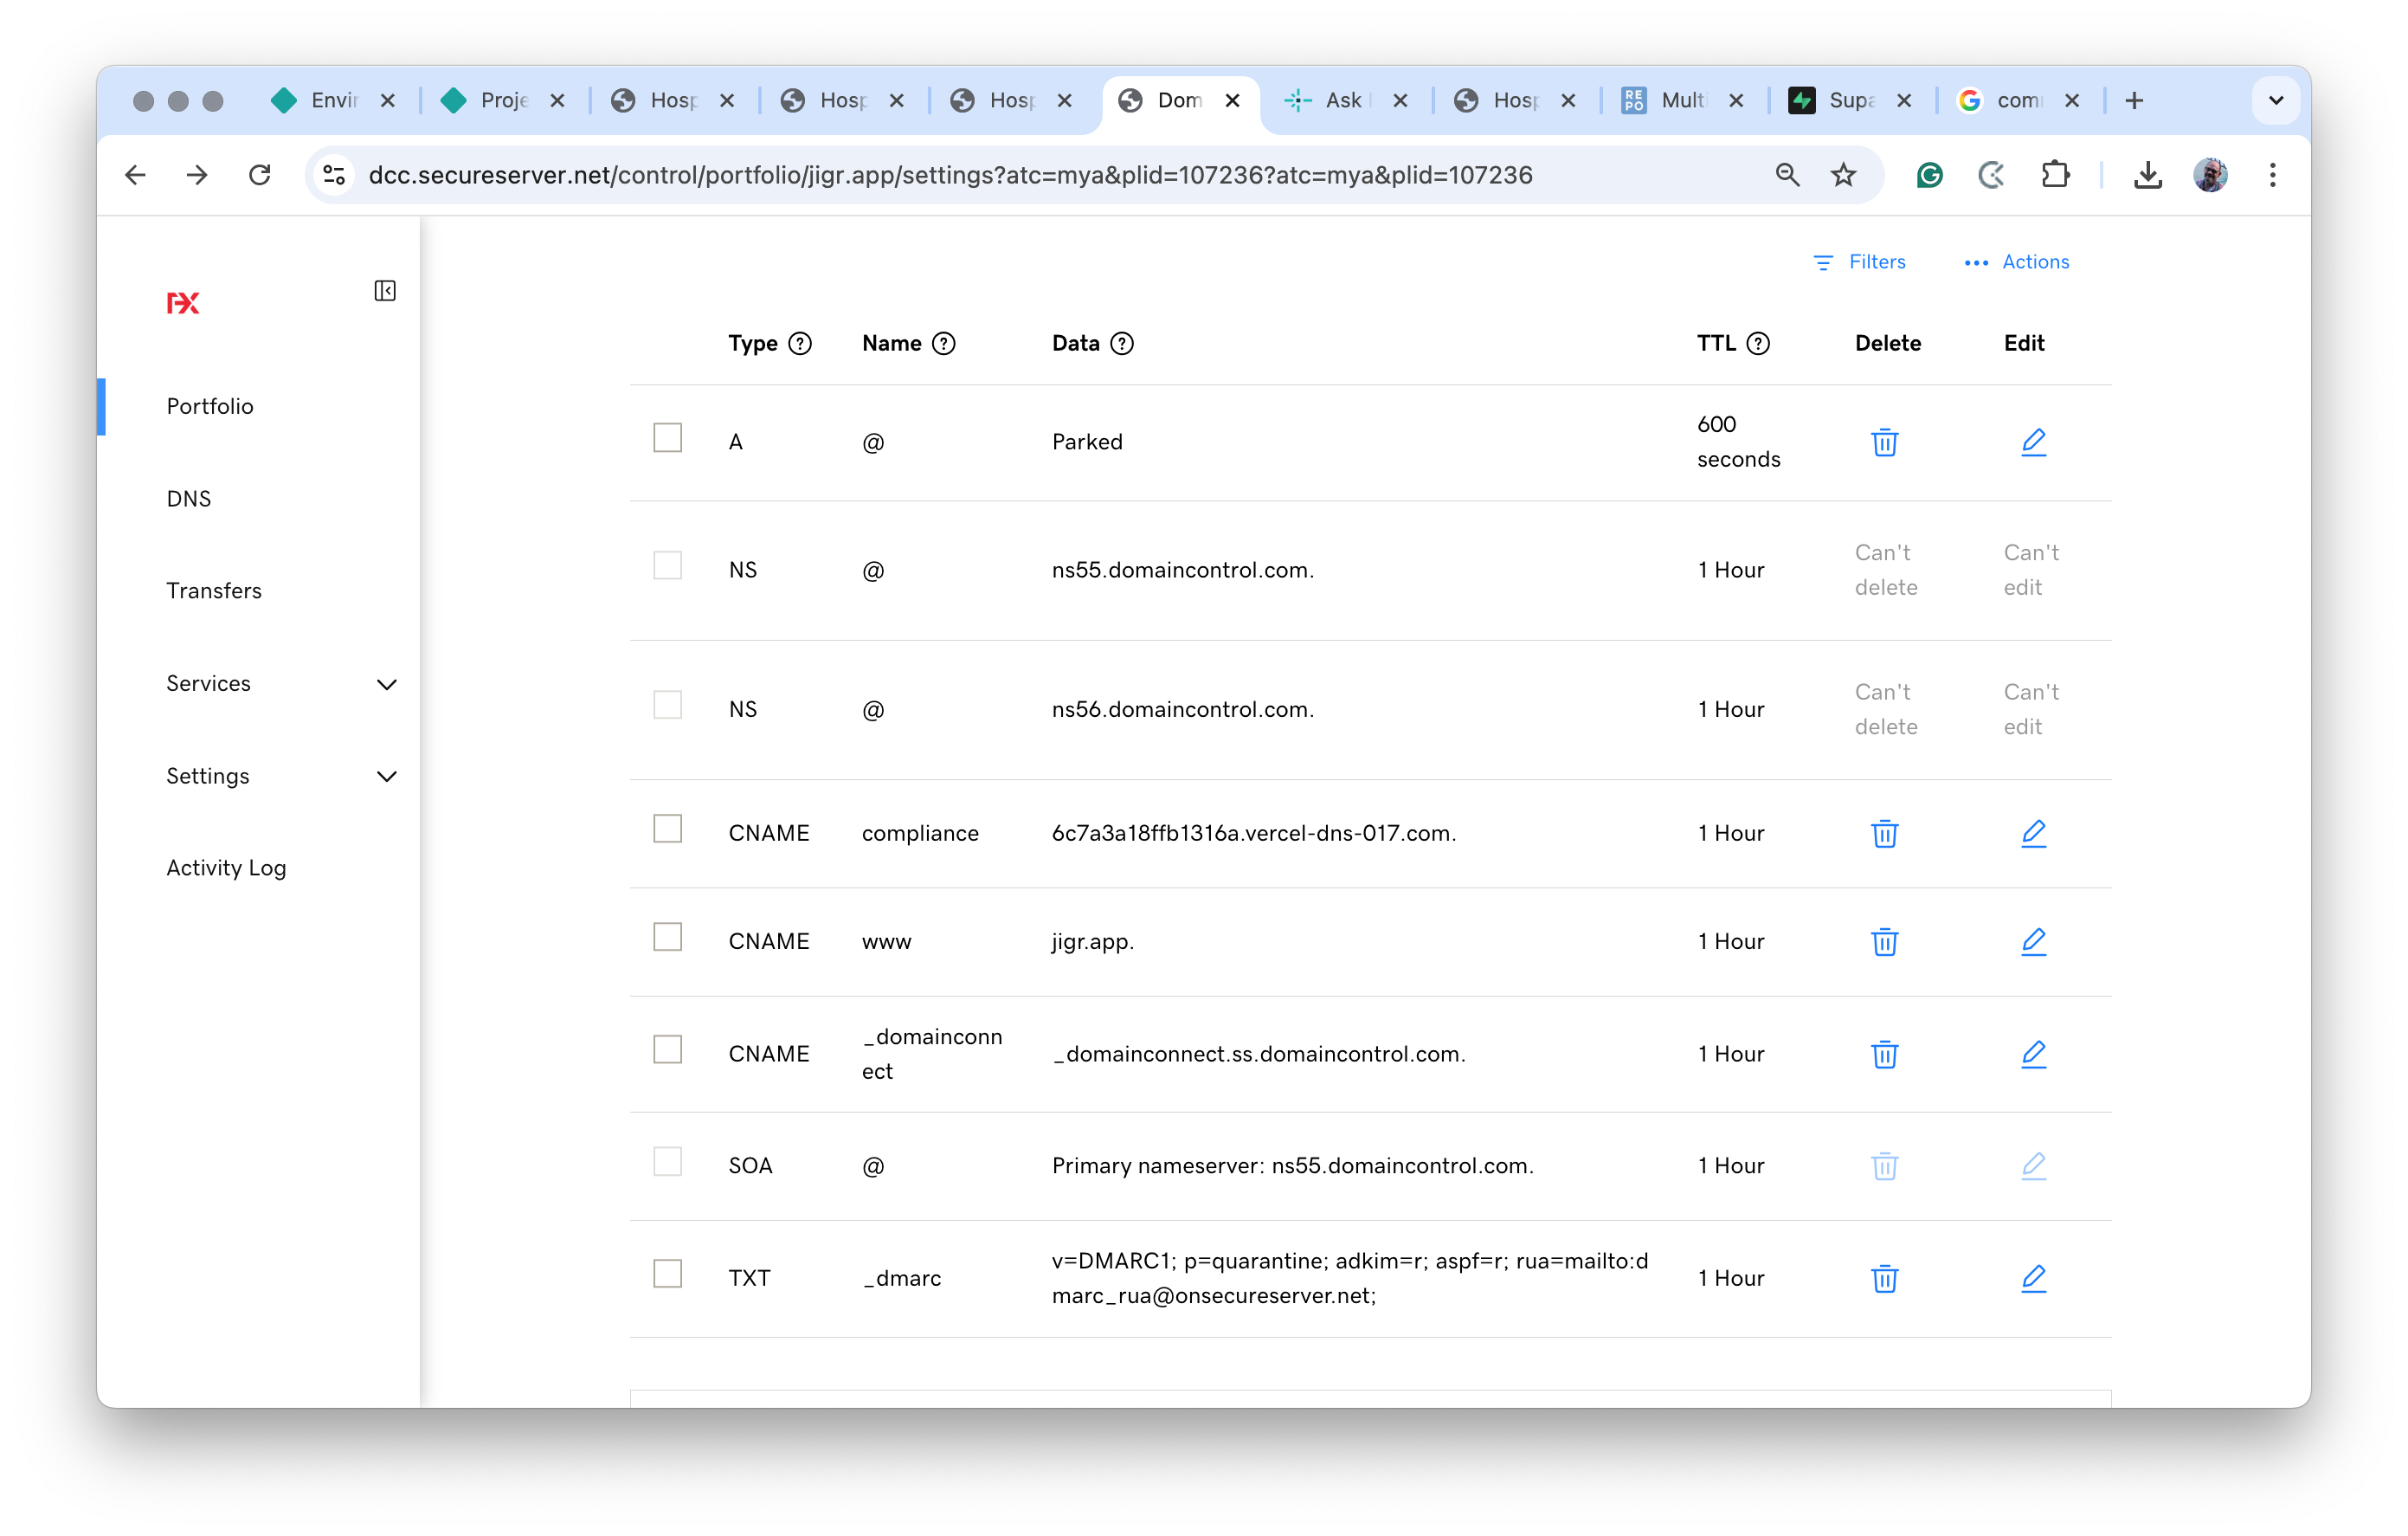 Envir
Proje
Hosp
Hosp
Hosp
Dom
Ask
Hosp
REPO
Multi
Supa
com
dcc.secureserver.net/control/portfolio/jigr.app/settings?atc=mya&plid=107236?atc=mya&plid=107236
Filters
Actions
Portfolio
DNS
Transfers
Services
Settings
Activity Log
Type Name Data TTL Delete Edit
A @ Parked 600
seconds
NS @ ns55.domaincontrol.com. 1 Hour Can't
delete Can't
edit
NS @ ns56.domaincontrol.com. 1 Hour Can't
delete Can't
edit
CNAME compliance 6c7a3a18ffb1316a.vercel-dns-017.com. 1 Hour
CNAME www jigr.app. 1 Hour
CNAME _domainconn
ect _domainconnect.ss.domaincontrol.com. 1 Hour
SOA @ Primary nameserver: ns55.domaincontrol.com. 1 Hour
TXT _dmarc v=DMARC1; p=quarantine; adkim=r; aspf=r; rua=mailto:d
marc_rua@onsecureserver.net; 1 Hour